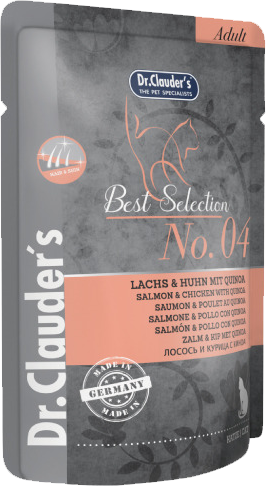 Adult
Dr.Clauder's
THE PET SPECIALISTS
HAIR & SKIN
Best Selection
No. 04
LACHS & HUHN MIT QUINOA
SALMON & CHICKEN WITH QUINOA
SAUMON & POULET AU QUINOA
SALMONE & POLLO CON QUINOA
SALMÓN & POLLO CON QUINOA
ZALM & KIP MET QUINOA
ЛОСОСЬ И КУРИЦА С КИНОА
Dr.Clauder's
MADE IN
GERMANY
MADE IN